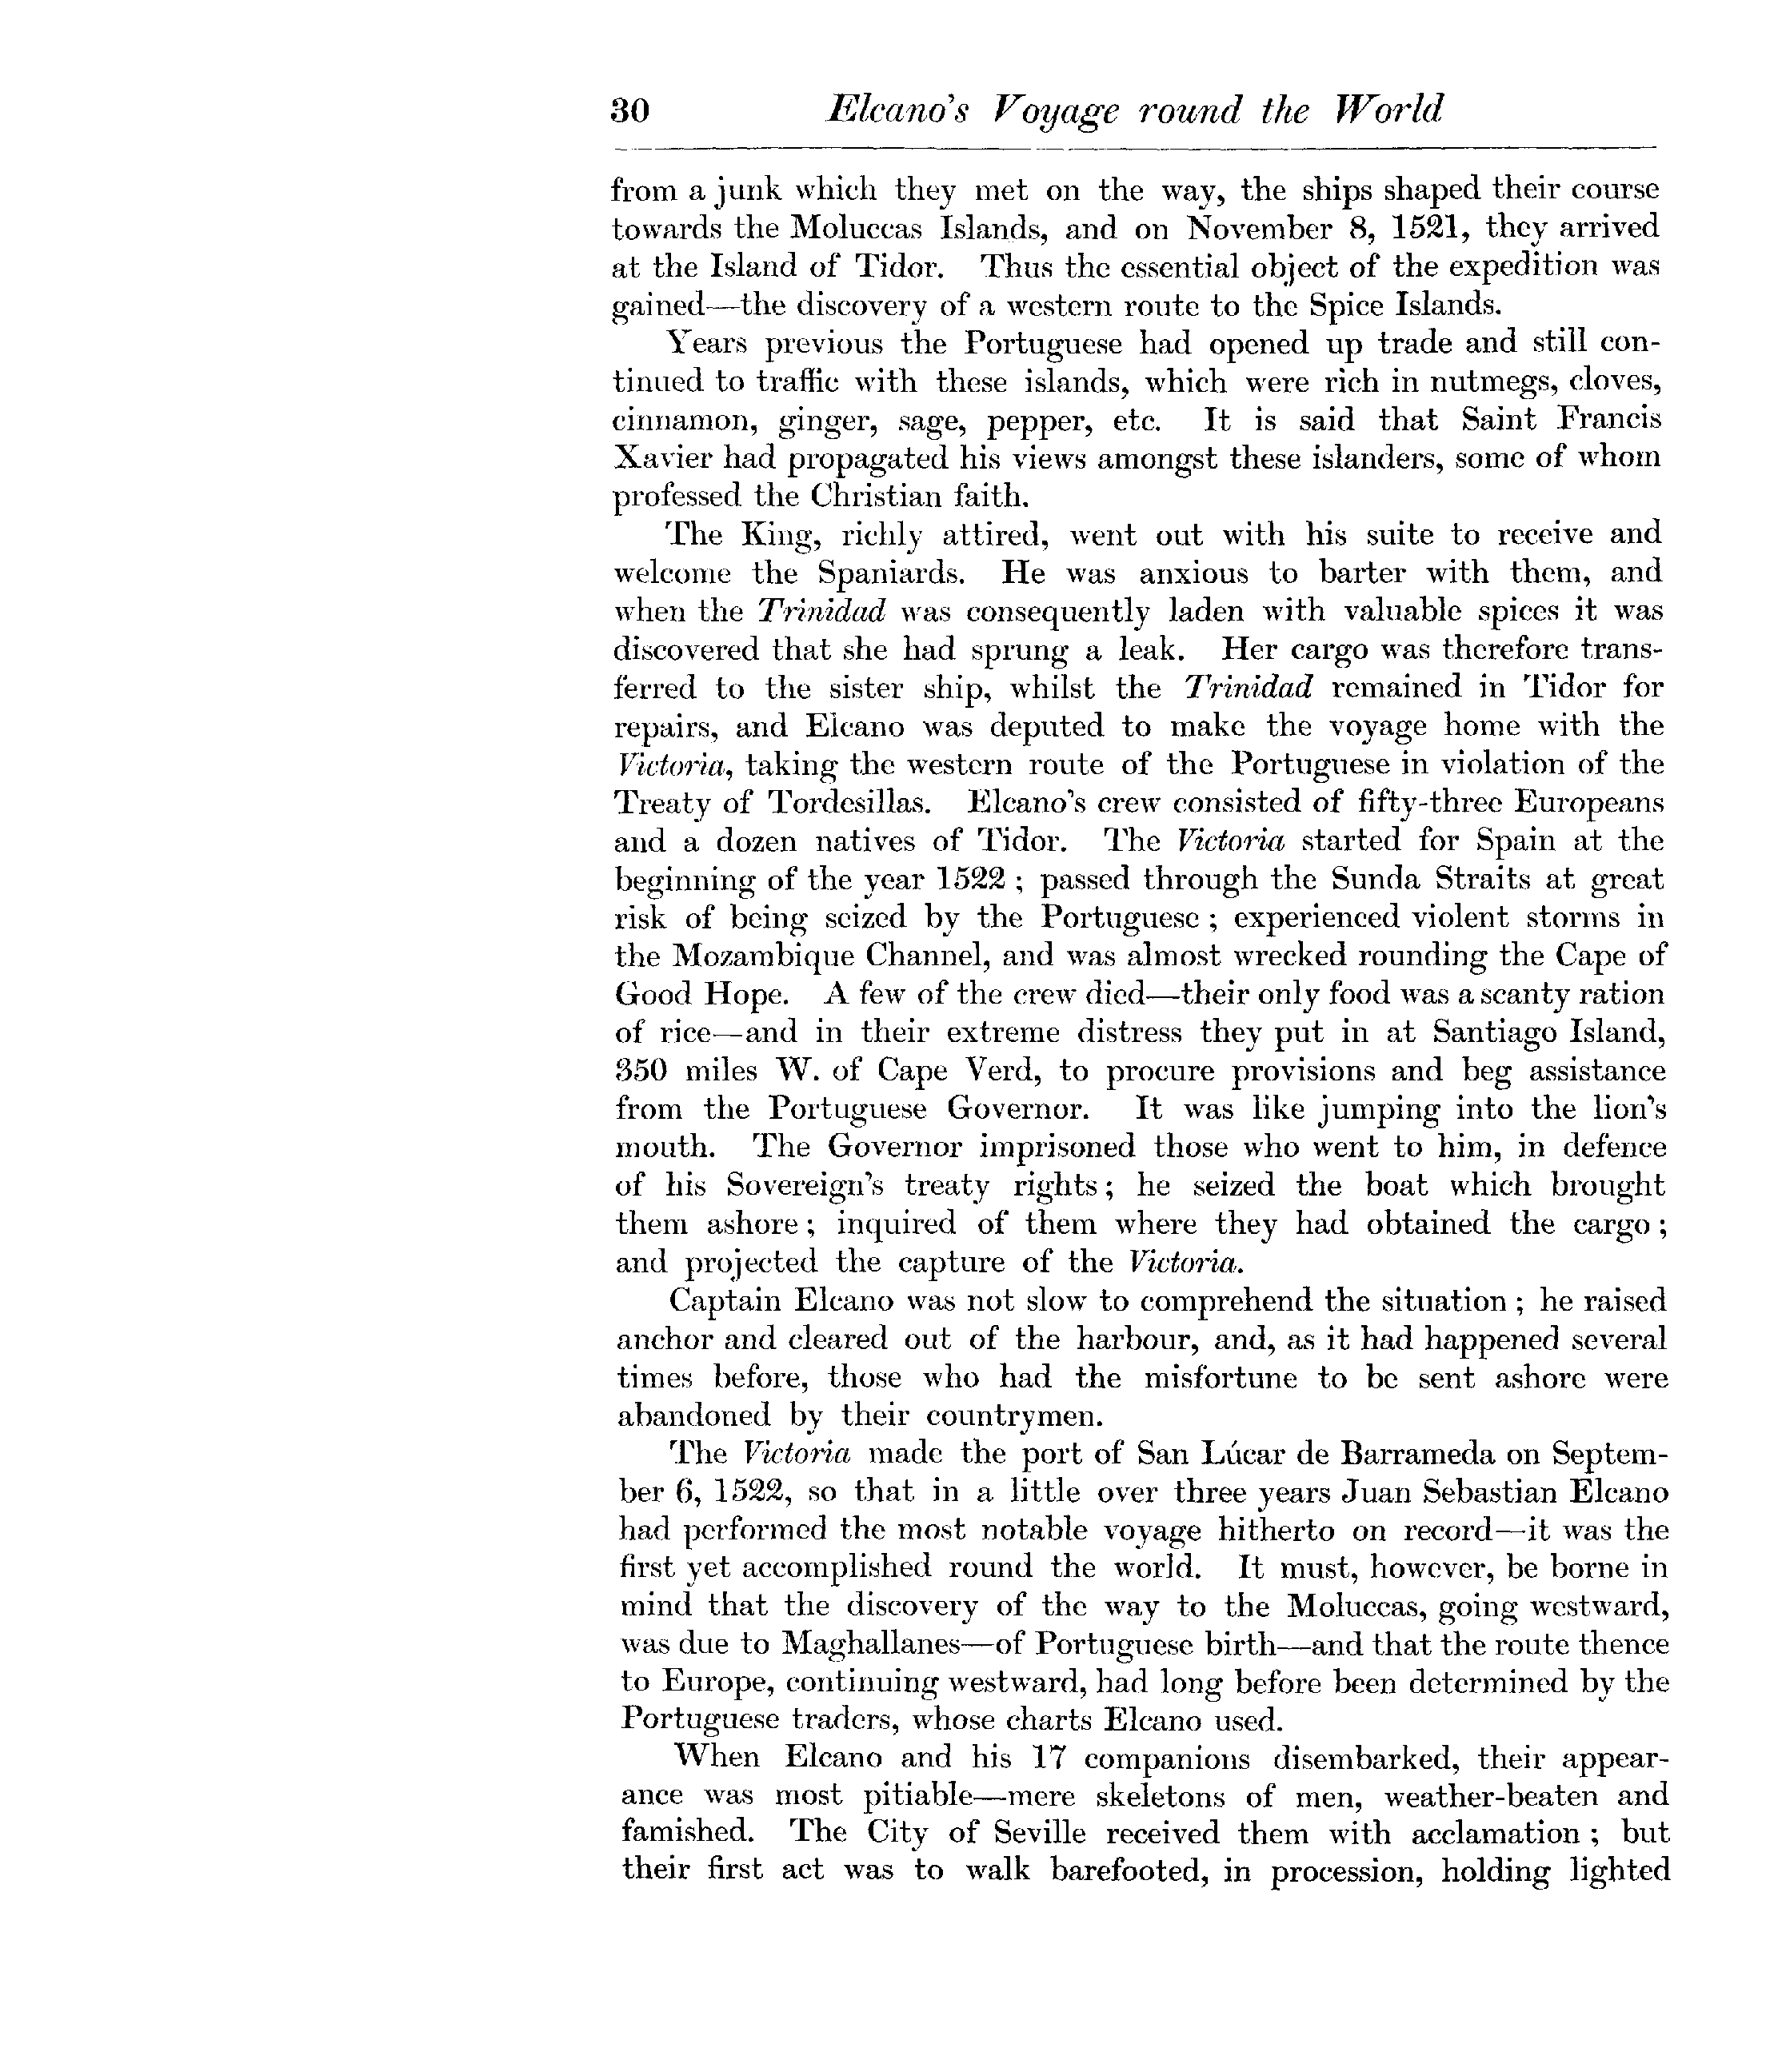 30 Elcano's Voyage round the World
from a junk which they met on the way, the ships shaped their course
towards the Moluccas Islands, and on November 8, 1521, they arrived
at the Island of Tidor. Thus the essential object of the expedition was
gained—the discovery of a western route to the Spice Islands.
Years previous the Portuguese had opened up trade and still con-
tinued to traffic with these islands, which were rich in nutmegs, cloves,
cinnamon, ginger, sage, pepper, etc. It is said that Saint Francis
Xavier had propagated his views amongst these islanders, some of whom
professed the Christian faith.
The King, richly attired, went out with his suite to receive and
welcome the Spaniards. He was anxious to barter with them, and
when the Trinidad was consequently laden with valuable spices it was
discovered that she had sprung a leak. Her cargo was therefore trans-
ferred to the sister ship, whilst the Trinidad remained in Tidor for
repairs, and Elcano was deputed to make the voyage home with the
Victoria, taking the western route of the Portuguese in violation of the
Treaty of Tordesillas. Elcano's crew consisted of fifty-three Europeans
and a dozen natives of Tidor. The Victoria started for Spain at the
beginning of the year 1522 ; passed through the Sunda Straits at great
risk of being seized by the Portuguese ; experienced violent storms in
the Mozambique Channel, and was almost wrecked rounding the Cape of
Good Hope. A few of the crew died—their only food was a scanty ration
of rice—and in their extreme distress they put in at Santiago Island,
350 miles W. of Cape Verd, to procure provisions and beg assistance
from the Portuguese Governor. It was like jumping into the lion's
mouth. The Governor imprisoned those who went to him, in defence
of his Sovereign's treaty rights ; he seized the boat which brought
them ashore ; inquired of them where they had obtained the cargo ;
and projected the capture of the Victoria.
Captain Elcano was not slow to comprehend the situation ; he raised
anchor and cleared out of the harbour, and, as it had happened several
times before, those who had the misfortune to be sent ashore were
abandoned by their countrymen.
The Victoria made the port of San Lúcar de Barrameda on Septem-
ber 6, 1522, so that in a little over three years Juan Sebastian Elcano
had performed the most notable voyage hitherto on record—it was the
first yet accomplished round the world. It must, however, be borne in
mind that the discovery of the way to the Moluccas, going westward,
was due to Maghallanes—of Portuguese birth—and that the route thence
to Europe, continuing westward, had long before been determined by the
Portuguese traders, whose charts Elcano used.
When Elcano and his 17 companions disembarked, their appear-
ance was most pitiable—mere skeletons of men, weather-beaten and
famished. The City of Seville received them with acclamation ; but
their first act was to walk barefooted, in procession, holding lighted